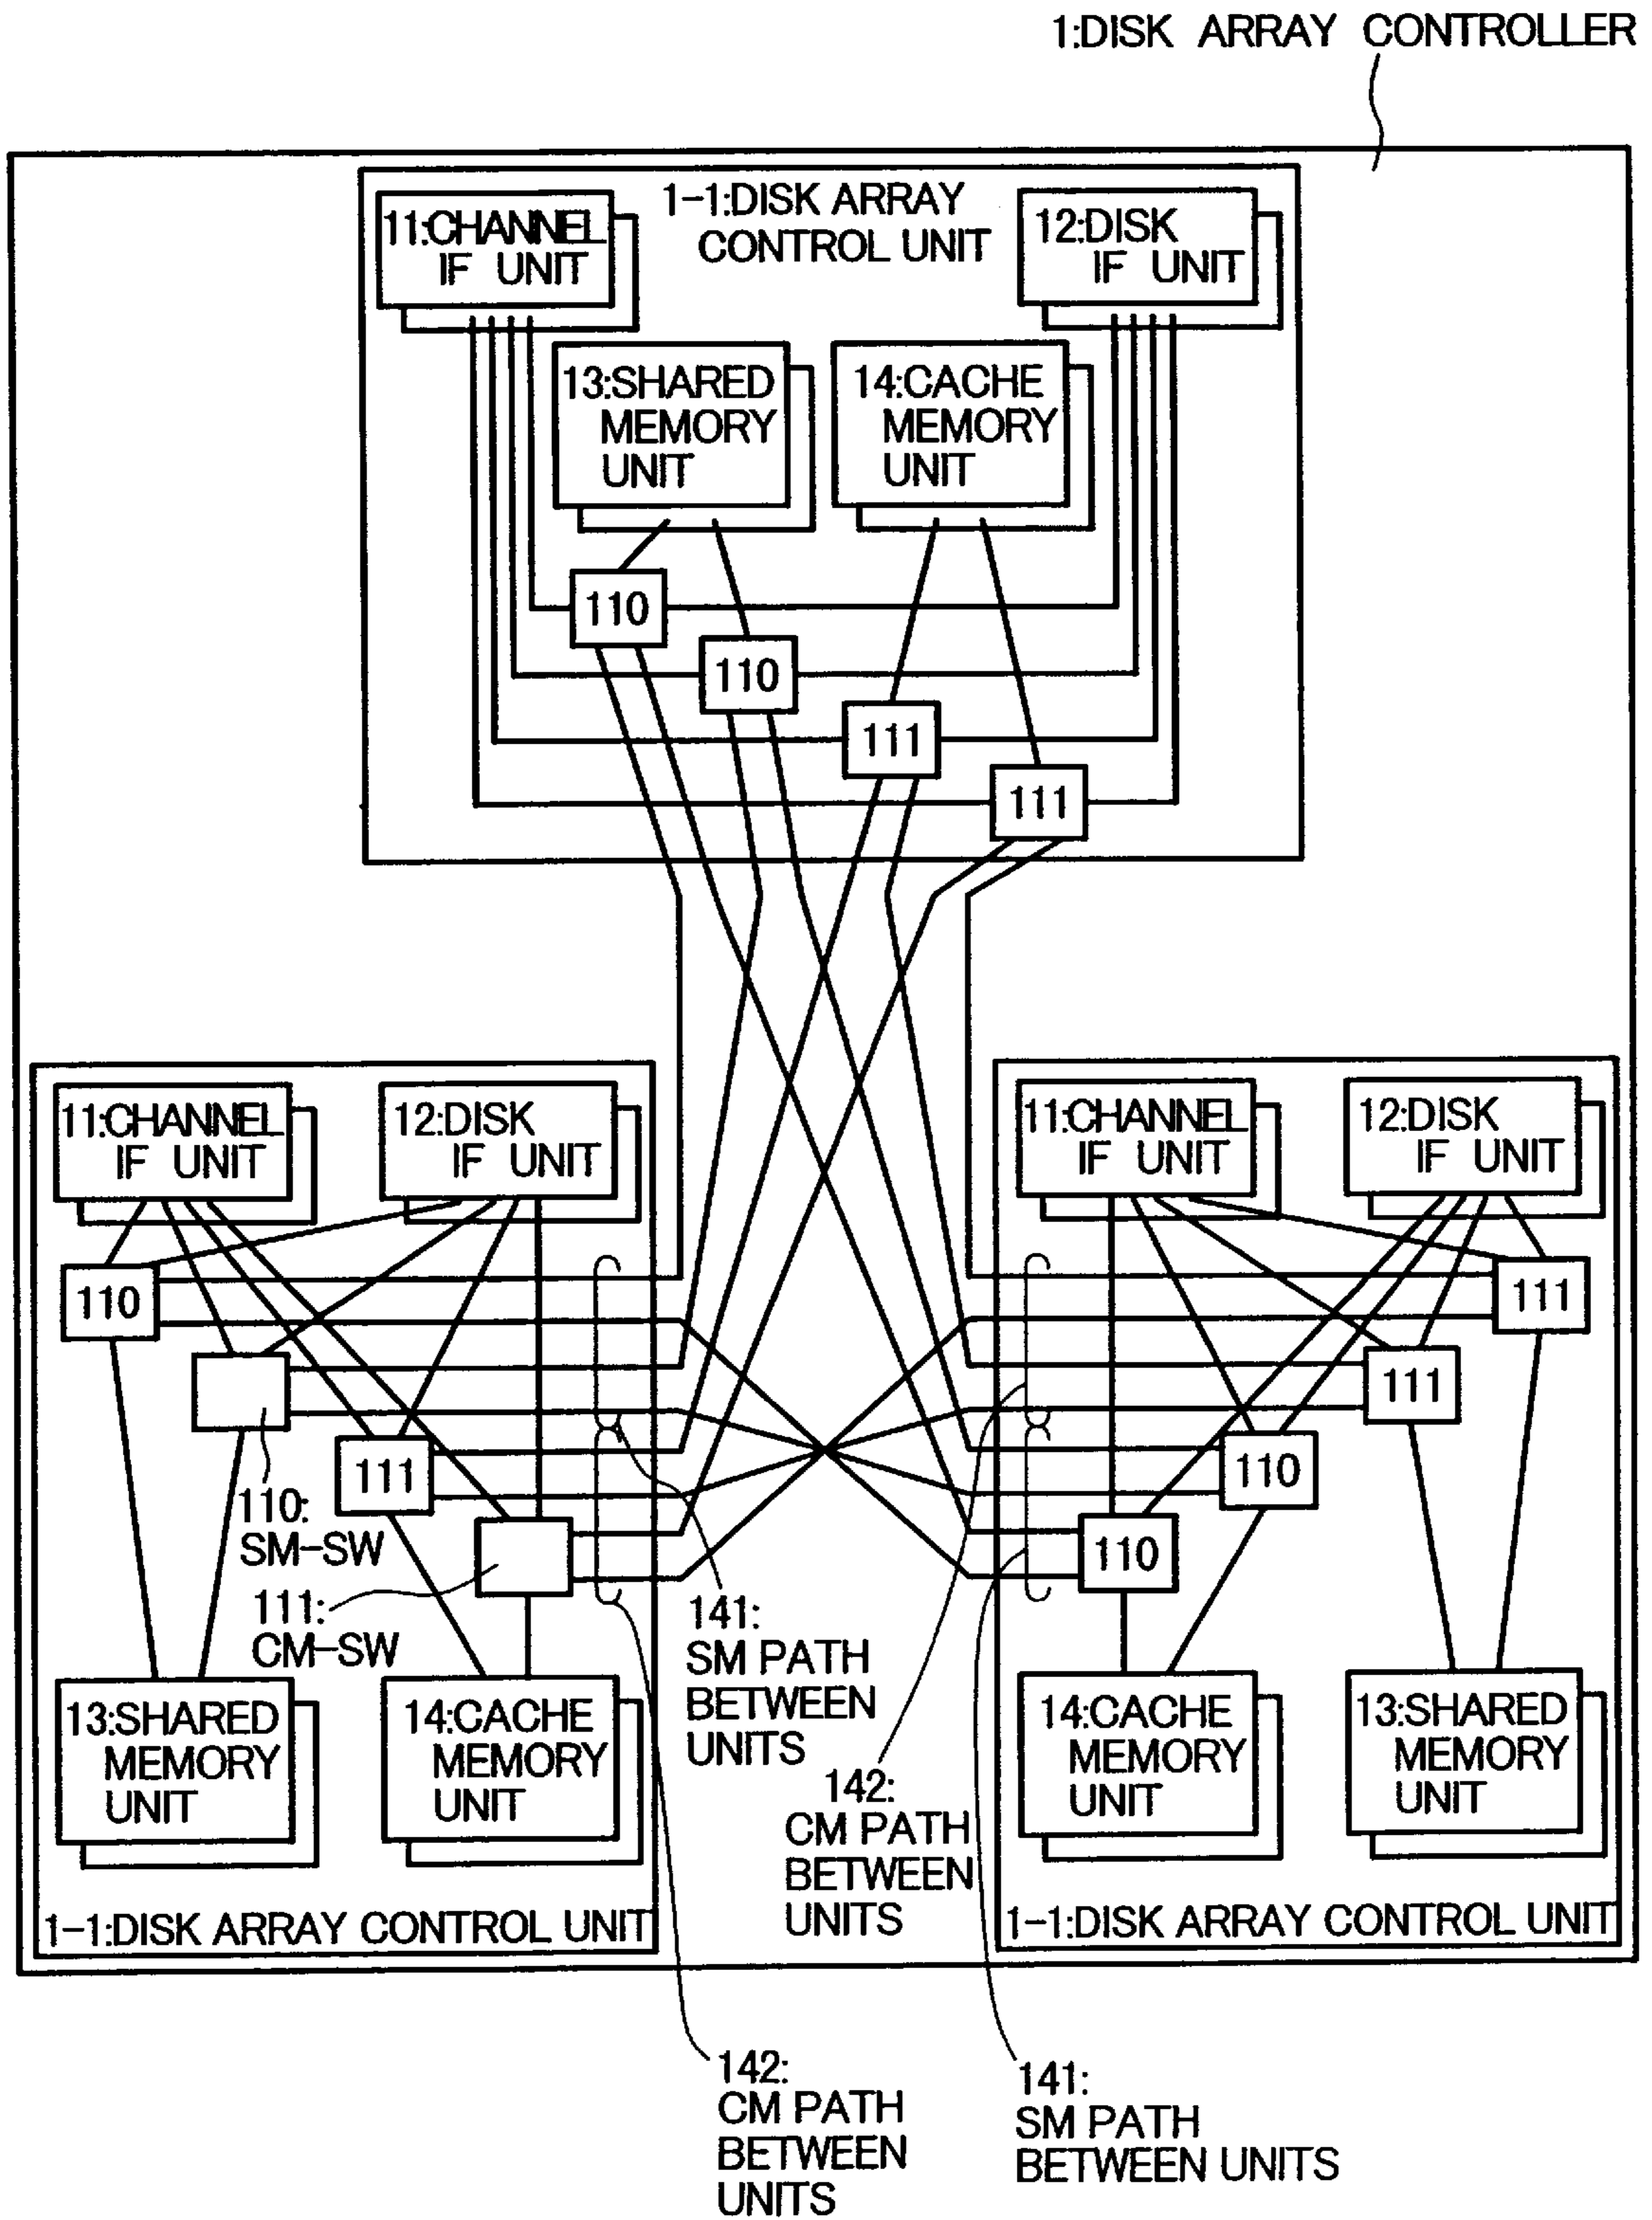 1:DISK ARRAY CONTROLLER
1-1:DISK ARRAY
CONTROL UNIT
11:CHANNEL
IF UNIT
12:DISK
IF UNIT
13:SHARED
MEMORY
UNIT
14:CACHE
MEMORY
UNIT
110
110
111
111
11:CHANNEL
IF UNIT
12:DISK
IF UNIT
110
111
110:
SM-SW
111:
CM-SW
13:SHARED
MEMORY
UNIT
14:CACHE
MEMORY
UNIT
1-1:DISK ARRAY CONTROL UNIT
11:CHANNEL
IF UNIT
12:DISK
IF UNIT
111
111
110
110
14:CACHE
MEMORY
UNIT
13:SHARED
MEMORY
UNIT
1-1:DISK ARRAY CONTROL UNIT
141:
SM PATH
BETWEEN
UNITS
142:
CM PATH
BETWEEN
UNITS
142:
CM PATH
BETWEEN
UNITS
141:
SM PATH
BETWEEN UNITS